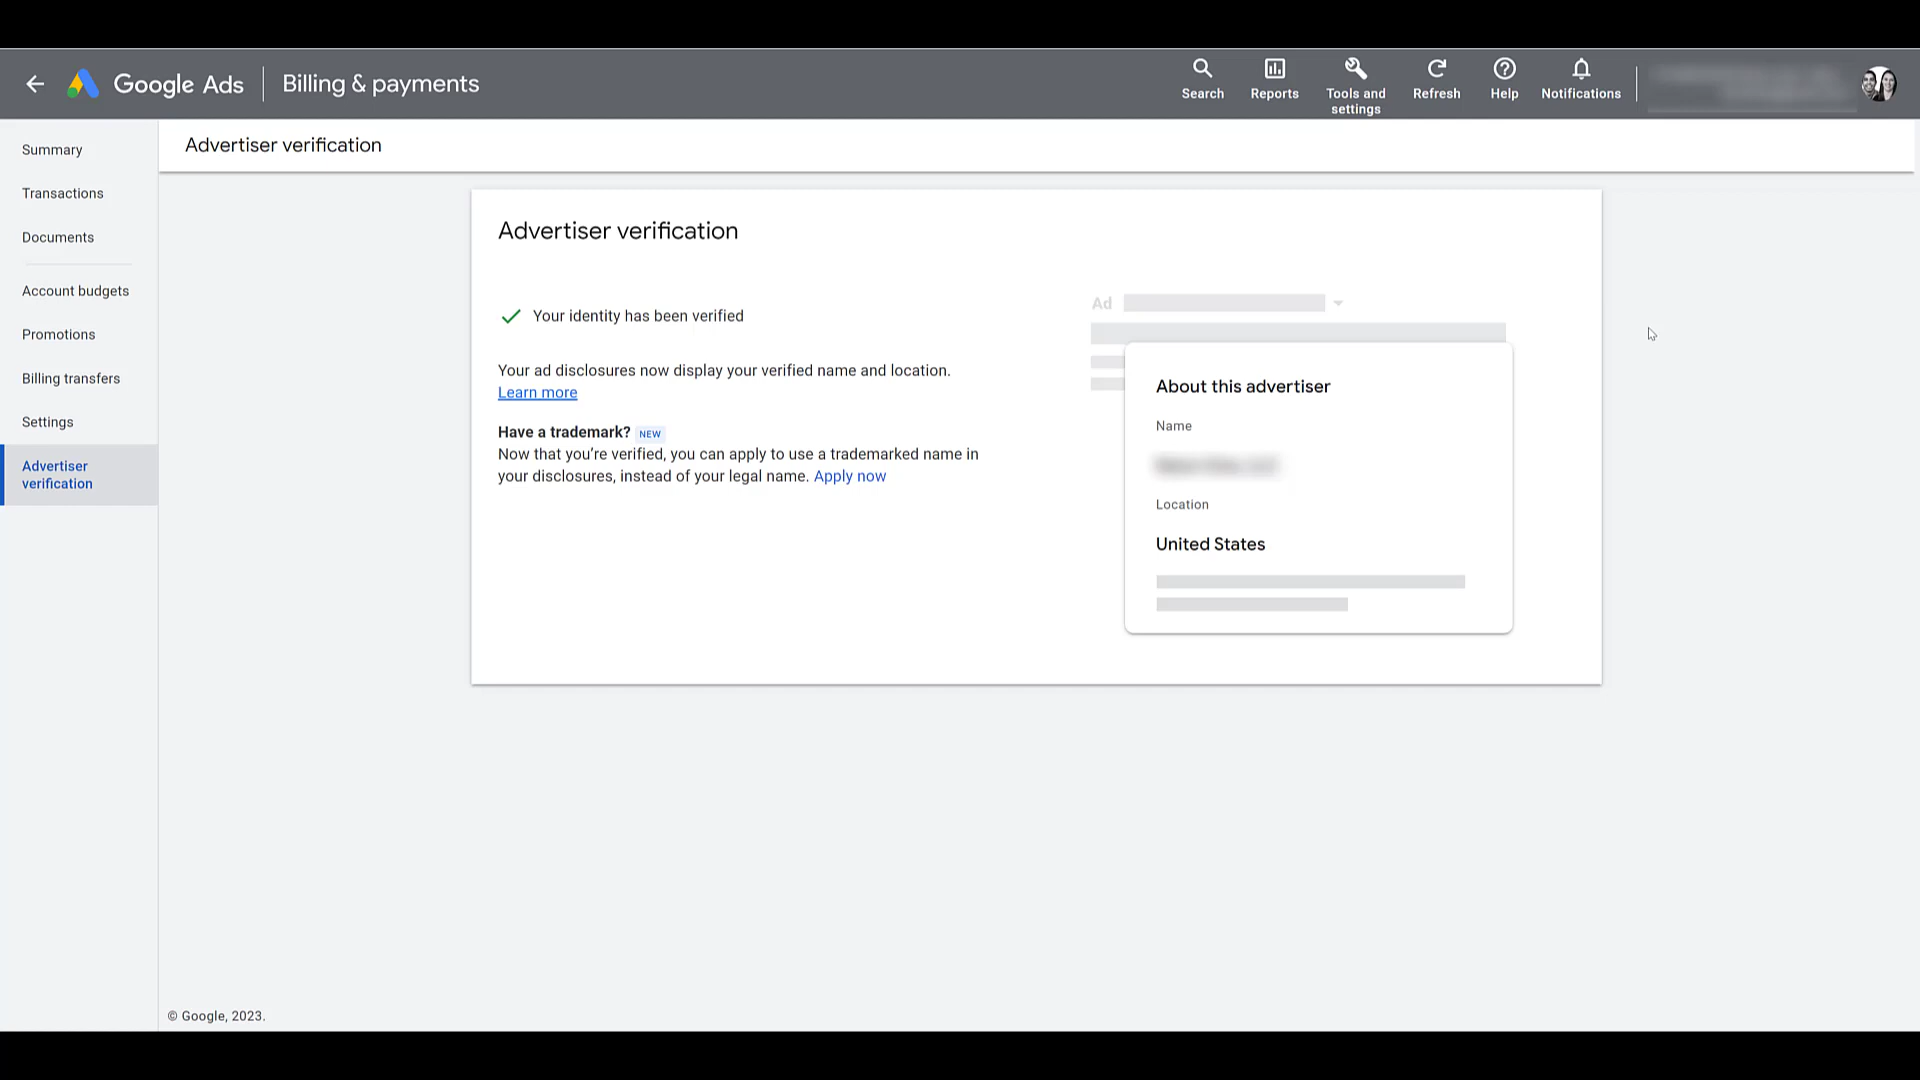 Google Ads
Billing & payments
Search
Reports
Tools and
settings
Refresh
Help
Notifications
Summary
Transactions
Documents
Account budgets
Promotions
Billing transfers
Settings
Advertiser
verification
Advertiser verification
Advertiser verification
Your identity has been verified
Your ad disclosures now display your verified name and location.
Learn more
Have a trademark? NEW
Now that you’re verified, you can apply to use a trademarked name in
your disclosures, instead of your legal name. Apply now
Ad
About this advertiser
Name
Location
United States
© Google, 2023.